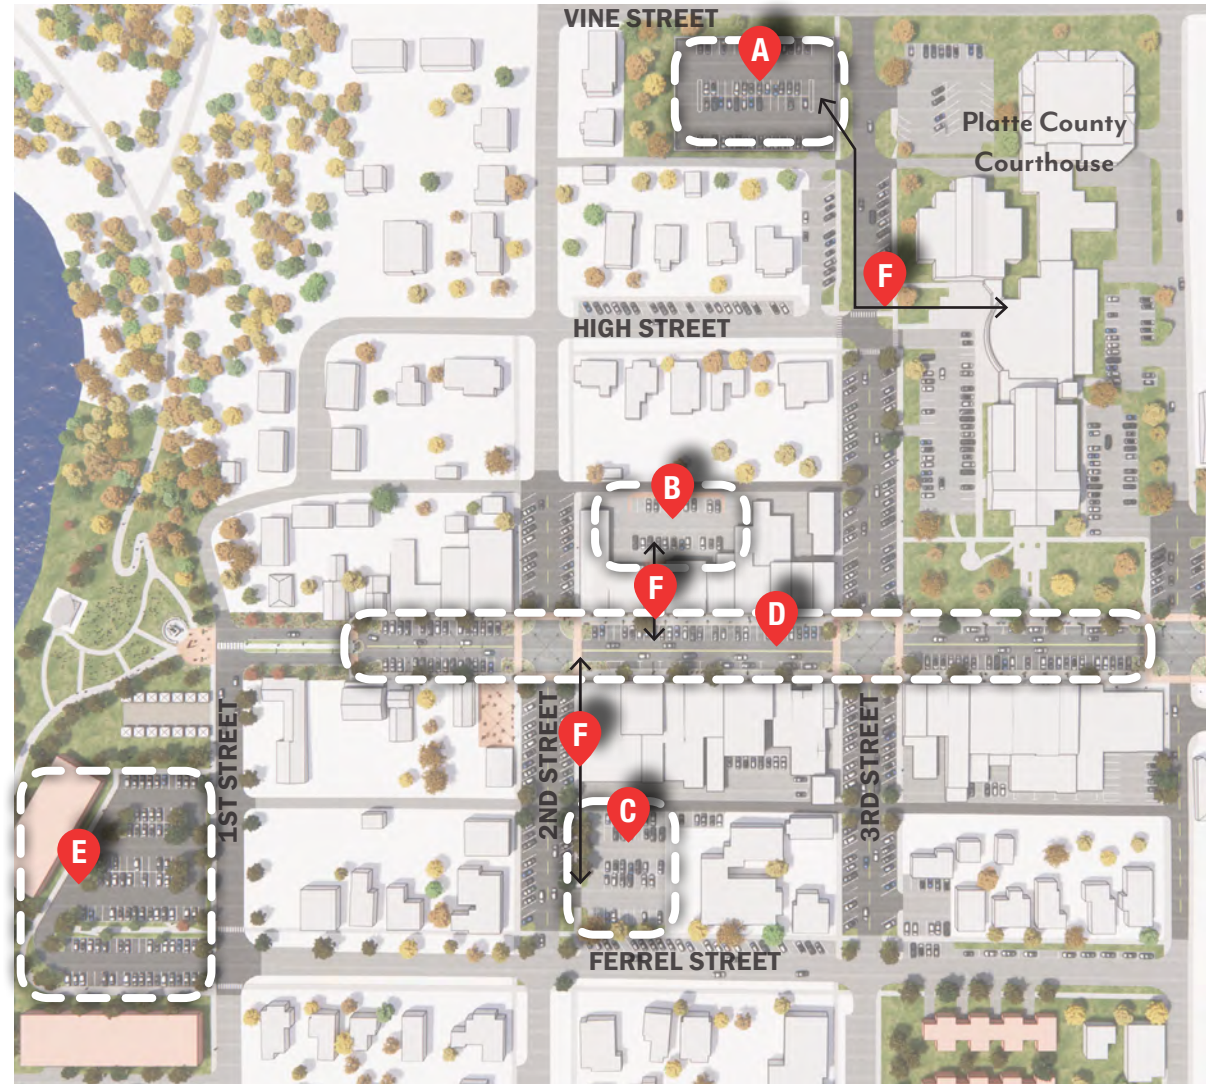 VINE STREET
A
Platte County
Courthouse
F
HIGH STREET
B
F
D
1ST STREET
2ND STREET
F
3RD STREET
C
E
FERREL STREET